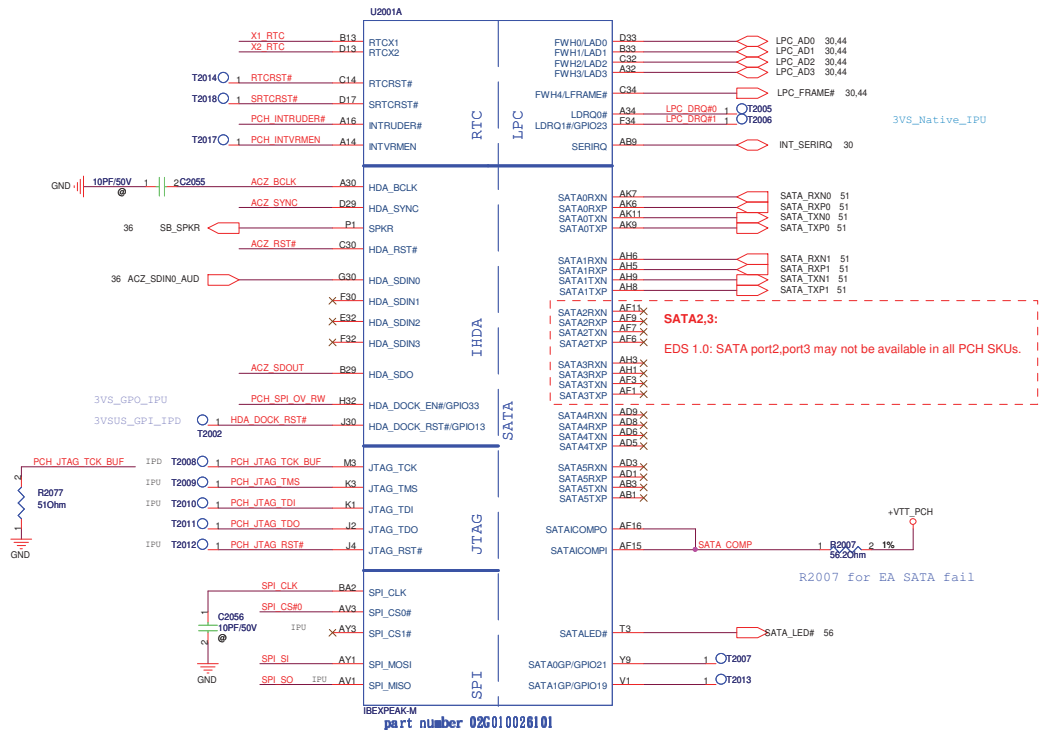 U2001A
X1_RTC B13 RTCX1
X2_RTC D13 RTCX2
T2014 1 RTCRST# C14 RTCRST#
T2018 1 SRTCRST# D17 SRTCRST#
PCH_INTRUDER# A16 INTRUDER#
T2017 1 PCH_INTVRMEN A14 INTVRMEN
RTC
LPC
FWH0/LAD0 D33 LPC_AD0 30,44
FWH1/LAD1 B33 LPC_AD1 30,44
FWH2/LAD2 C32 LPC_AD2 30,44
FWH3/LAD3 A32 LPC_AD3 30,44
FWH4/LFRAME# C34 LPC_FRAME# 30,44
LDRQ0# A34 LPC_DRQ#0 1 T2005
LDRQ1#/GPIO23 F34 LPC_DRQ#1 1 T2006
3VS_Native_IPU
SERIRQ AB9 INT_SERIRQ 30
GND 10PF/50V 1 2 C2055 ACZ_BCLK A30 HDA_BCLK
@
ACZ_SYNC D29 HDA_SYNC
36 SB_SPKR P1 SPKR
ACZ_RST# C30 HDA_RST#
36 ACZ_SDIN0_AUD G30 HDA_SDIN0
F30 HDA_SDIN1
E32 HDA_SDIN2
F32 HDA_SDIN3
ACZ_SDOUT B29 HDA_SDO
3VS_GPO_IPU PCH_SPI_OV_RW H32 HDA_DOCK_EN#/GPIO33
3VSUS_GPI_IPD 1 HDA_DOCK_RST# J30 HDA_DOCK_RST#/GPIO13
T2002
IHDA
SATA
SATA0RXN AK7 SATA_RXN0 51
SATA0RXP AK6 SATA_RXP0 51
SATA0TXN AK11 SATA_TXN0 51
SATA0TXP AK9 SATA_TXP0 51
SATA1RXN AH6 SATA_RXN1 51
SATA1RXP AH5 SATA_RXP1 51
SATA1TXN AH9 SATA_TXN1 51
SATA1TXP AH8 SATA_TXP1 51
SATA2RXN AF11
SATA2RXP AF9
SATA2TXN AF7
SATA2TXP AF6
SATA2,3:
EDS 1.0: SATA port2,port3 may not be available in all PCH SKUs.
SATA3RXN AH3
SATA3RXP AH1
SATA3TXN AF3
SATA3TXP AF1
SATA4RXN AD9
SATA4RXP AD8
SATA4TXN AD6
SATA4TXP AD5
SATA5RXN AD3
SATA5RXP AD1
SATA5TXN AB3
SATA5TXP AB1
PCH_JTAG_TCK_BUF IPD T2008 1 PCH_JTAG_TCK_BUF M3 JTAG_TCK
IPU T2009 1 PCH_JTAG_TMS K3 JTAG_TMS
IPU T2010 1 PCH_JTAG_TDI K1 JTAG_TDI
T2011 1 PCH_JTAG_TDO J2 JTAG_TDO
IPU T2012 1 PCH_JTAG_RST# J4 JTAG_RST#
2
R2077
51Ohm
1
GND
JTAG
+VTT_PCH
SATAICOMPO AF16
SATAICOMPI AF15 SATA_COMP 1 R2007 2 1%
56.2Ohm
R2007 for EA SATA fail
SPI_CLK BA2 SPI_CLK
SPI_CS#0 AV3 SPI_CS0#
IPU AY3 SPI_CS1#
SPI_SI AY1 SPI_MOSI
SPI_SO IPU AV1 SPI_MISO
1
C2056
10PF/50V
@
2
GND
SPI
SATALED# T3 SATA_LED# 56
SATA0GP/GPIO21 Y9 1 T2007
SATA1GP/GPIO19 V1 1 T2013
IBEXPEAK-M
part number 02G010026101